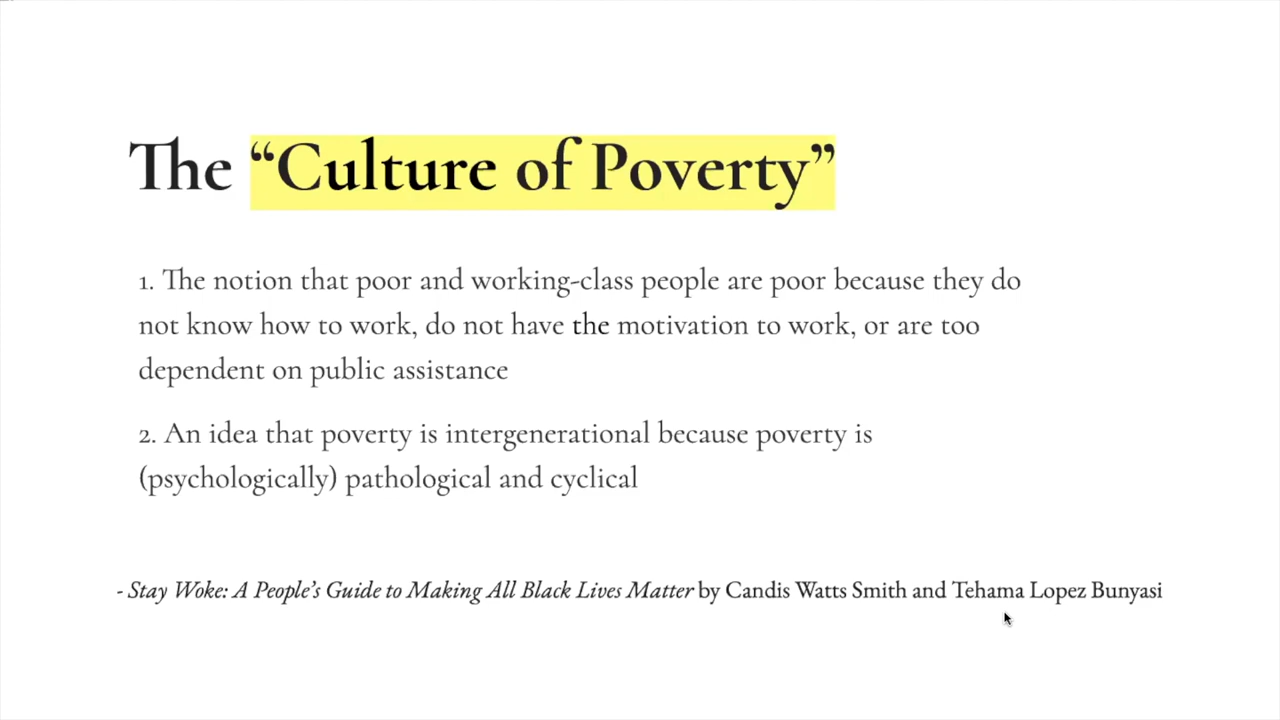 The “Culture of Poverty”
1. The notion that poor and working-class people are poor because they do
not know how to work, do not have the motivation to work, or are too
dependent on public assistance
2. An idea that poverty is intergenerational because poverty is
(psychologically) pathological and cyclical
- Stay Woke: A People’s Guide to Making All Black Lives Matter by Candis Watts Smith and Tehama Lopez Bunyasi